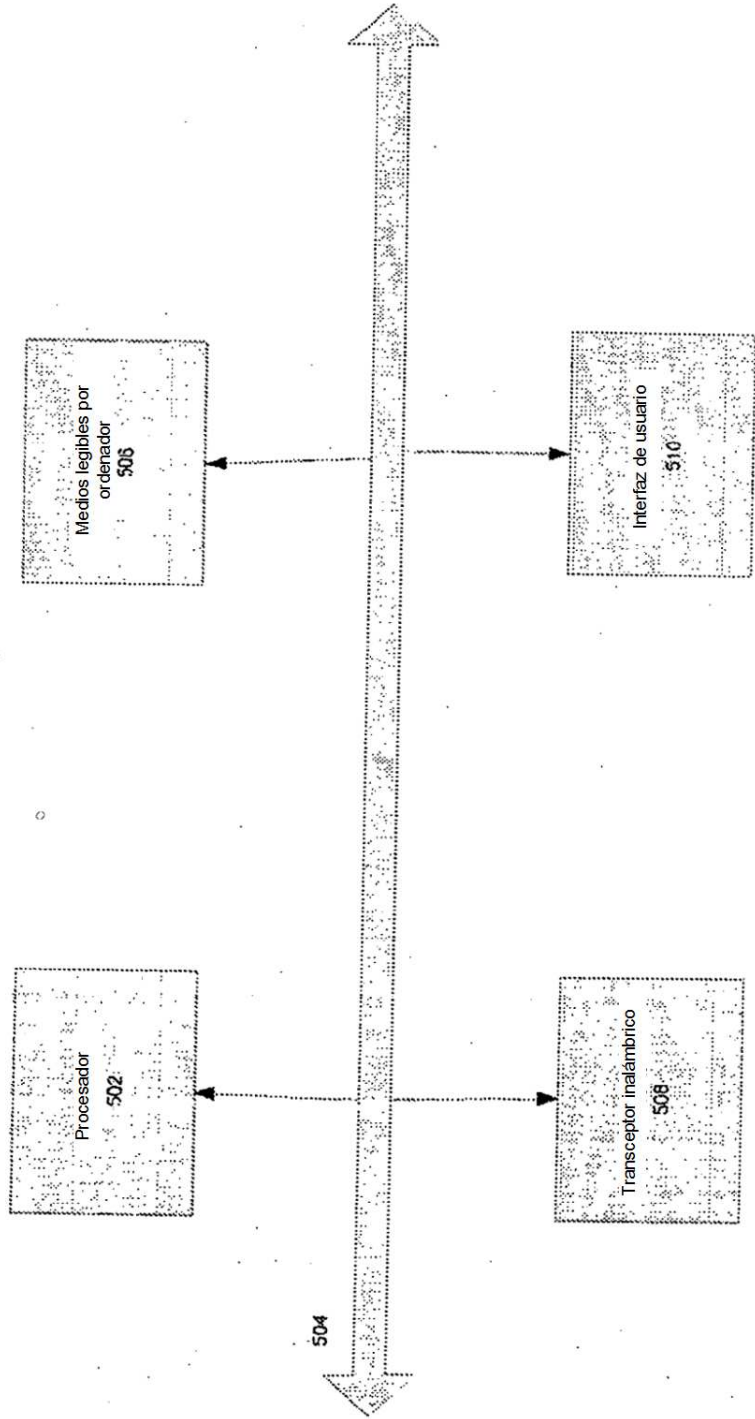 Procesador
502
Medios legibles por
ordenador
506
504
Transceptor inalámbrico
508
Interfaz de usuario
510